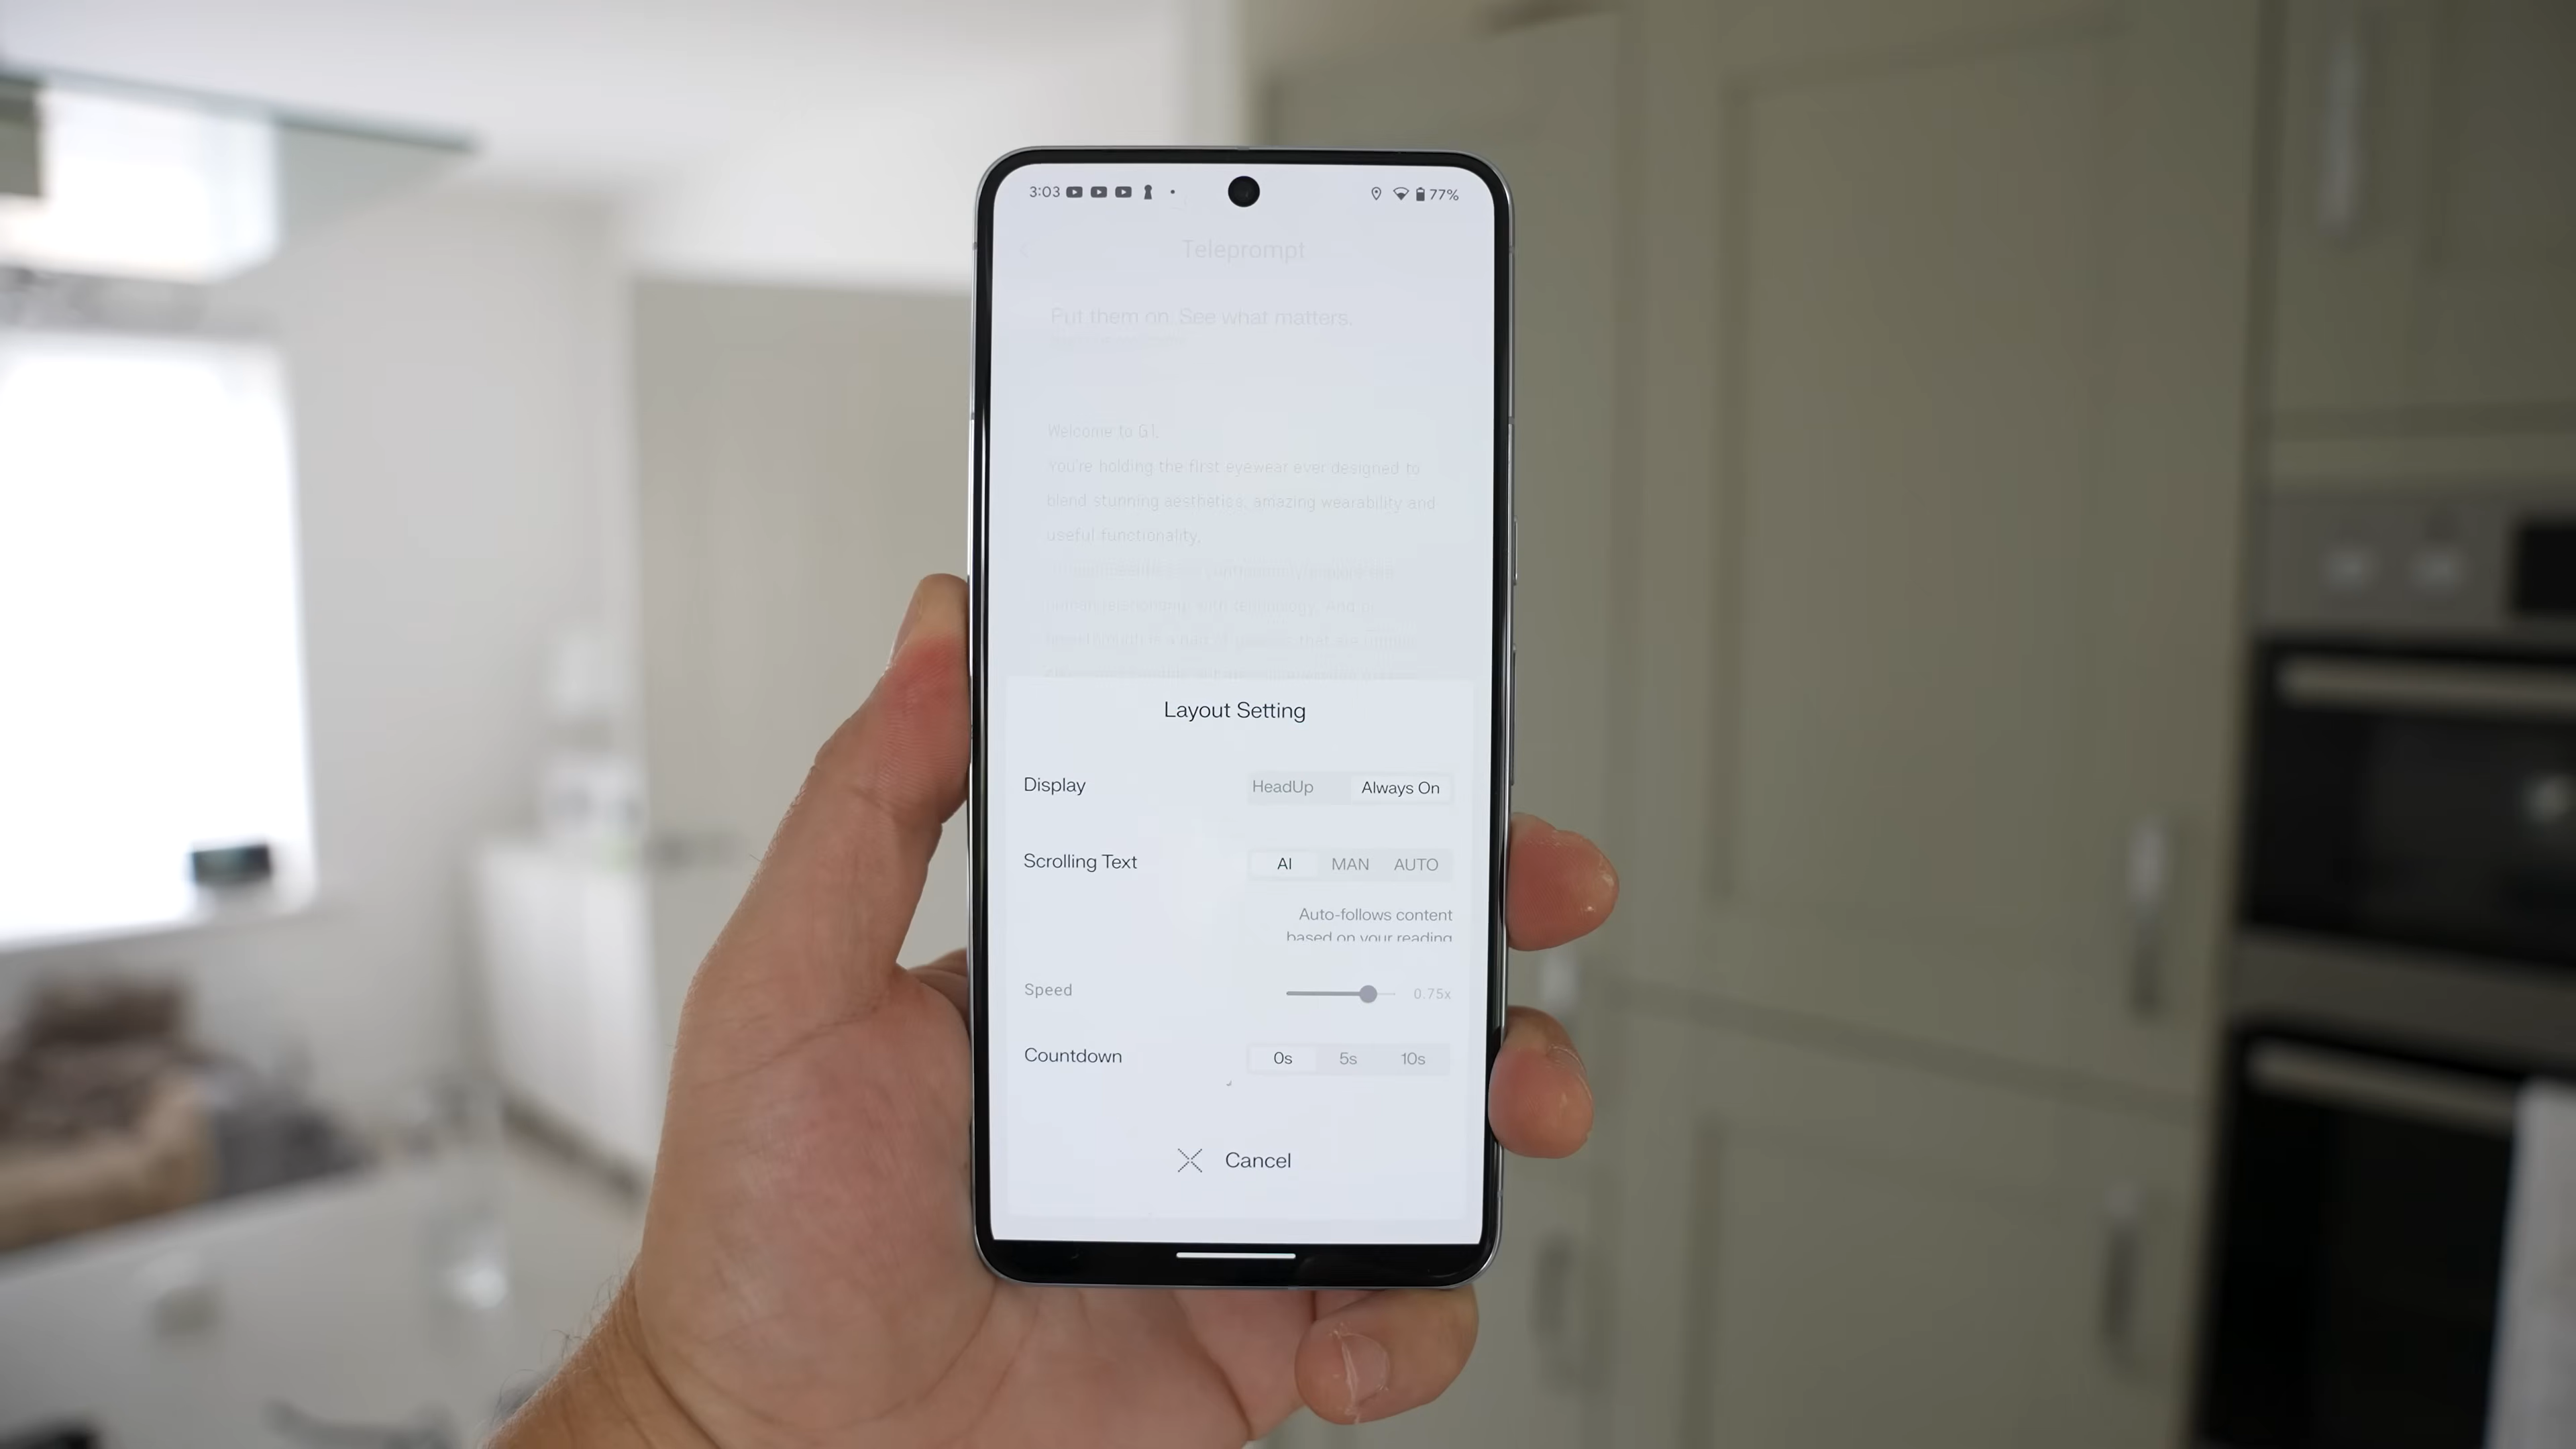 3:03
77%
Teleprompt
Put them on. See what matters.
Welcome to G1.
You're holding the first eyewear ever designed to
blend stunning aesthetics, amazing wearability and
useful functionality.
Layout Setting
Display HeadUp Always On
Scrolling Text AI MAN AUTO
Auto-follows content
based on your reading
Speed 0.75x
Countdown 0s 5s 10s
Cancel